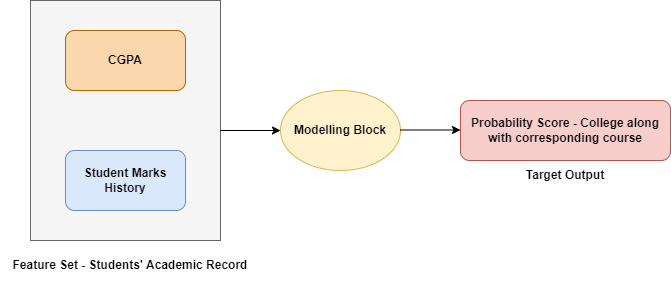 CGPA
Student Marks
History
Feature Set - Students' Academic Record
Modelling Block
Probability Score - College along
with corresponding course
Target Output